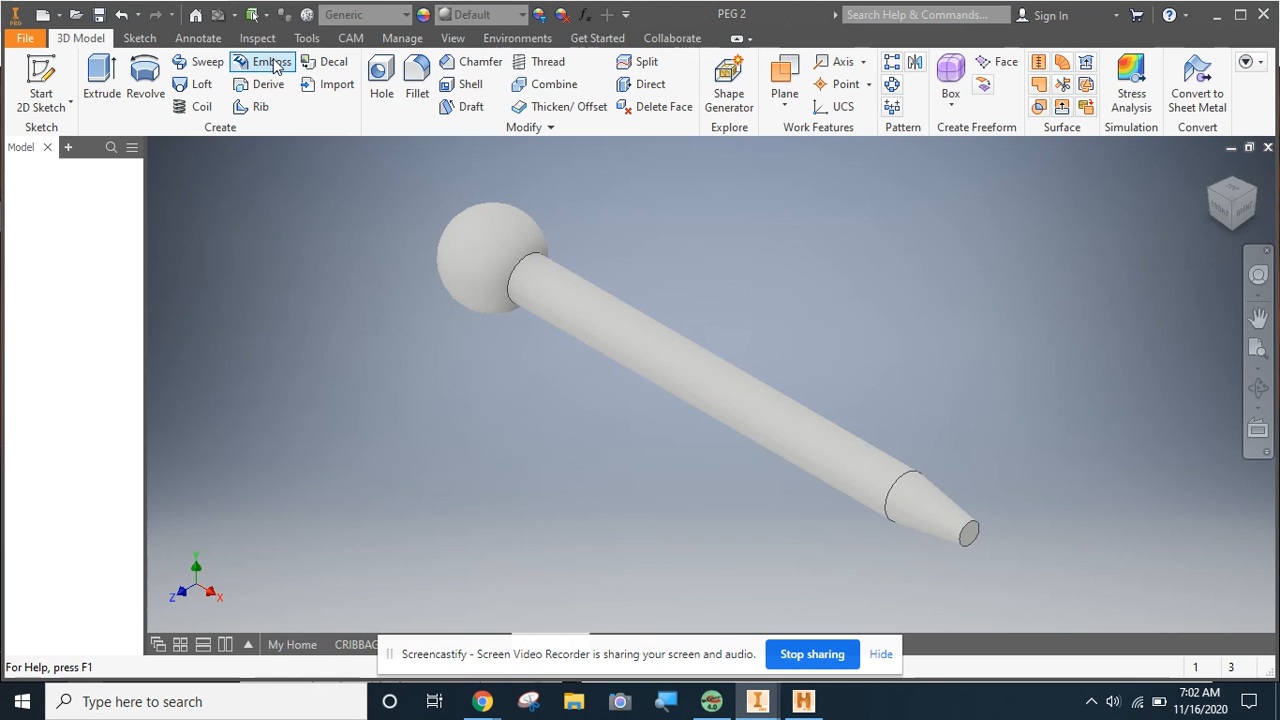 PRO
Generic
Default
PEG 2
Search Help & Commands...
Sign In
File
3D Model
Sketch
Annotate
Inspect
Tools
CAM
Manage
View
Environments
Get Started
Collaborate
Start
2D Sketch
Sketch
Extrude
Revolve
Sweep
Loft
Coil
Emboss
Derive
Rib
Decal
Import
Create
Hole
Fillet
Chamfer
Shell
Draft
Thread
Combine
Thicken/ Offset
Split
Direct
Delete Face
Modify
Shape
Generator
Explore
Plane
Axis
Point
UCS
Work Features
Pattern
Box
Face
Create Freeform
Surface
Stress
Analysis
Simulation
Convert to
Sheet Metal
Convert
Model
FRONT
RIGHT
Y
Z
X
My Home
CRIBBAG
Screencastify - Screen Video Recorder is sharing your screen and audio.
Stop sharing
Hide
For Help, press F1
1
3
Type here to search
4.0
7:02 AM
11/16/2020